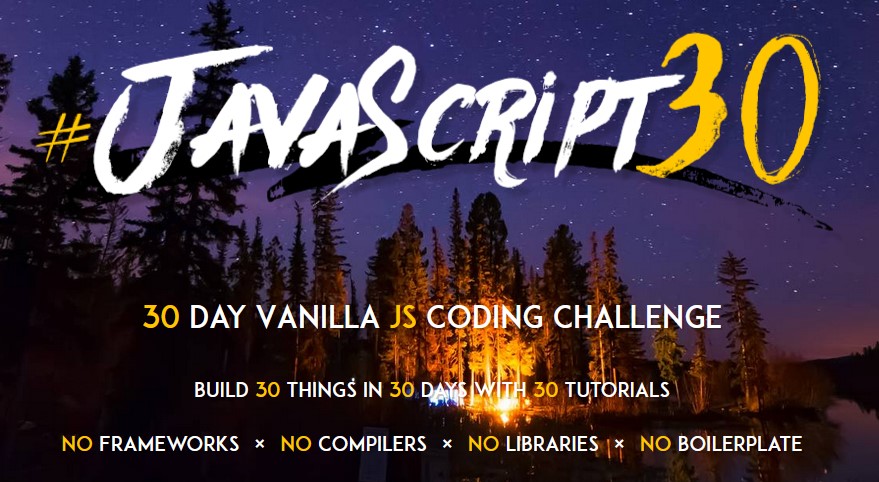 #JAVASCRIPT30
30 DAY VANILLA JS CODING CHALLENGE
BUILD 30 THINGS IN 30 DAYS WITH 30 TUTORIALS
NO FRAMEWORKS × NO COMPILERS × NO LIBRARIES × NO BOILERPLATE